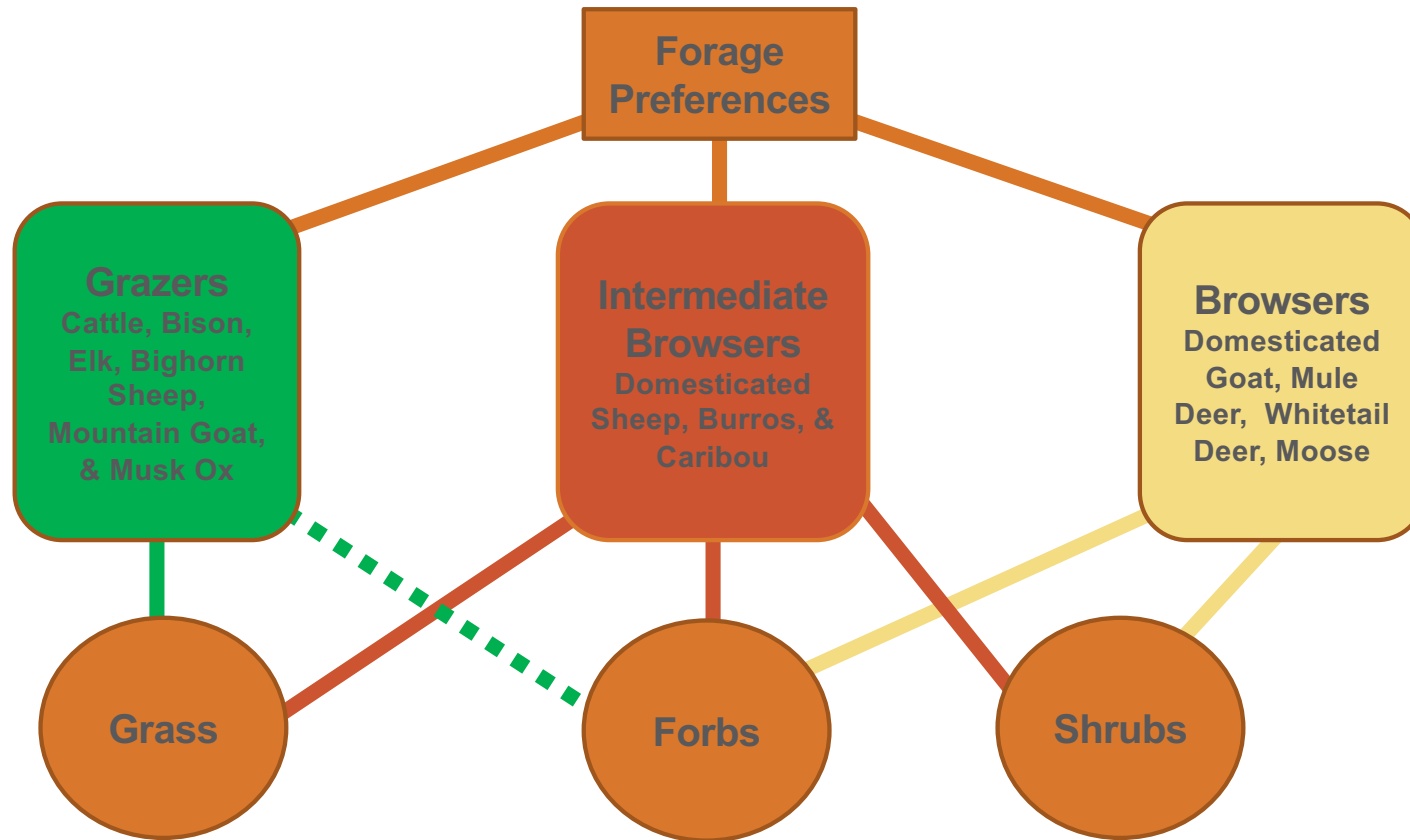 Forage
Preferences
Grazers
Cattle, Bison,
Elk, Bighorn
Sheep,
Mountain Goat,
& Musk Ox
Intermediate
Browsers
Domesticated
Sheep, Burros, &
Caribou
Browsers
Domesticated
Goat, Mule
Deer, Whitetail
Deer, Moose
Grass
Forbs
Shrubs